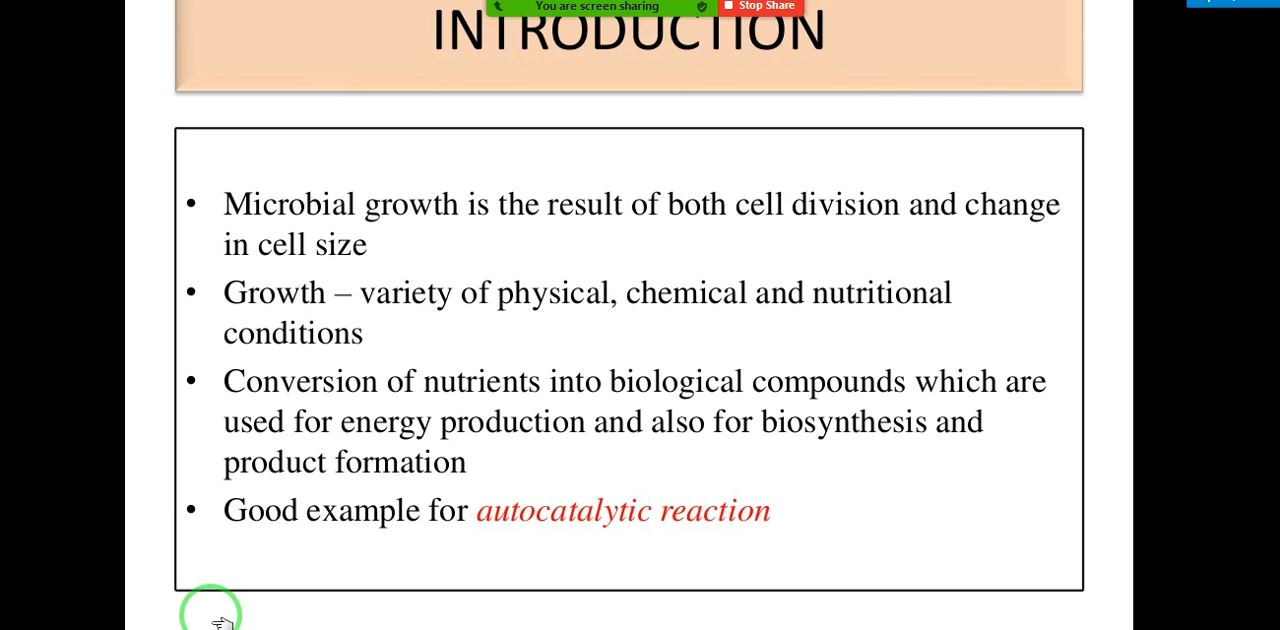 You are screen sharing
Stop Share
INTRODUCTION
• Microbial growth is the result of both cell division and change
in cell size
• Growth – variety of physical, chemical and nutritional
conditions
• Conversion of nutrients into biological compounds which are
used for energy production and also for biosynthesis and
product formation
• Good example for autocatalytic reaction